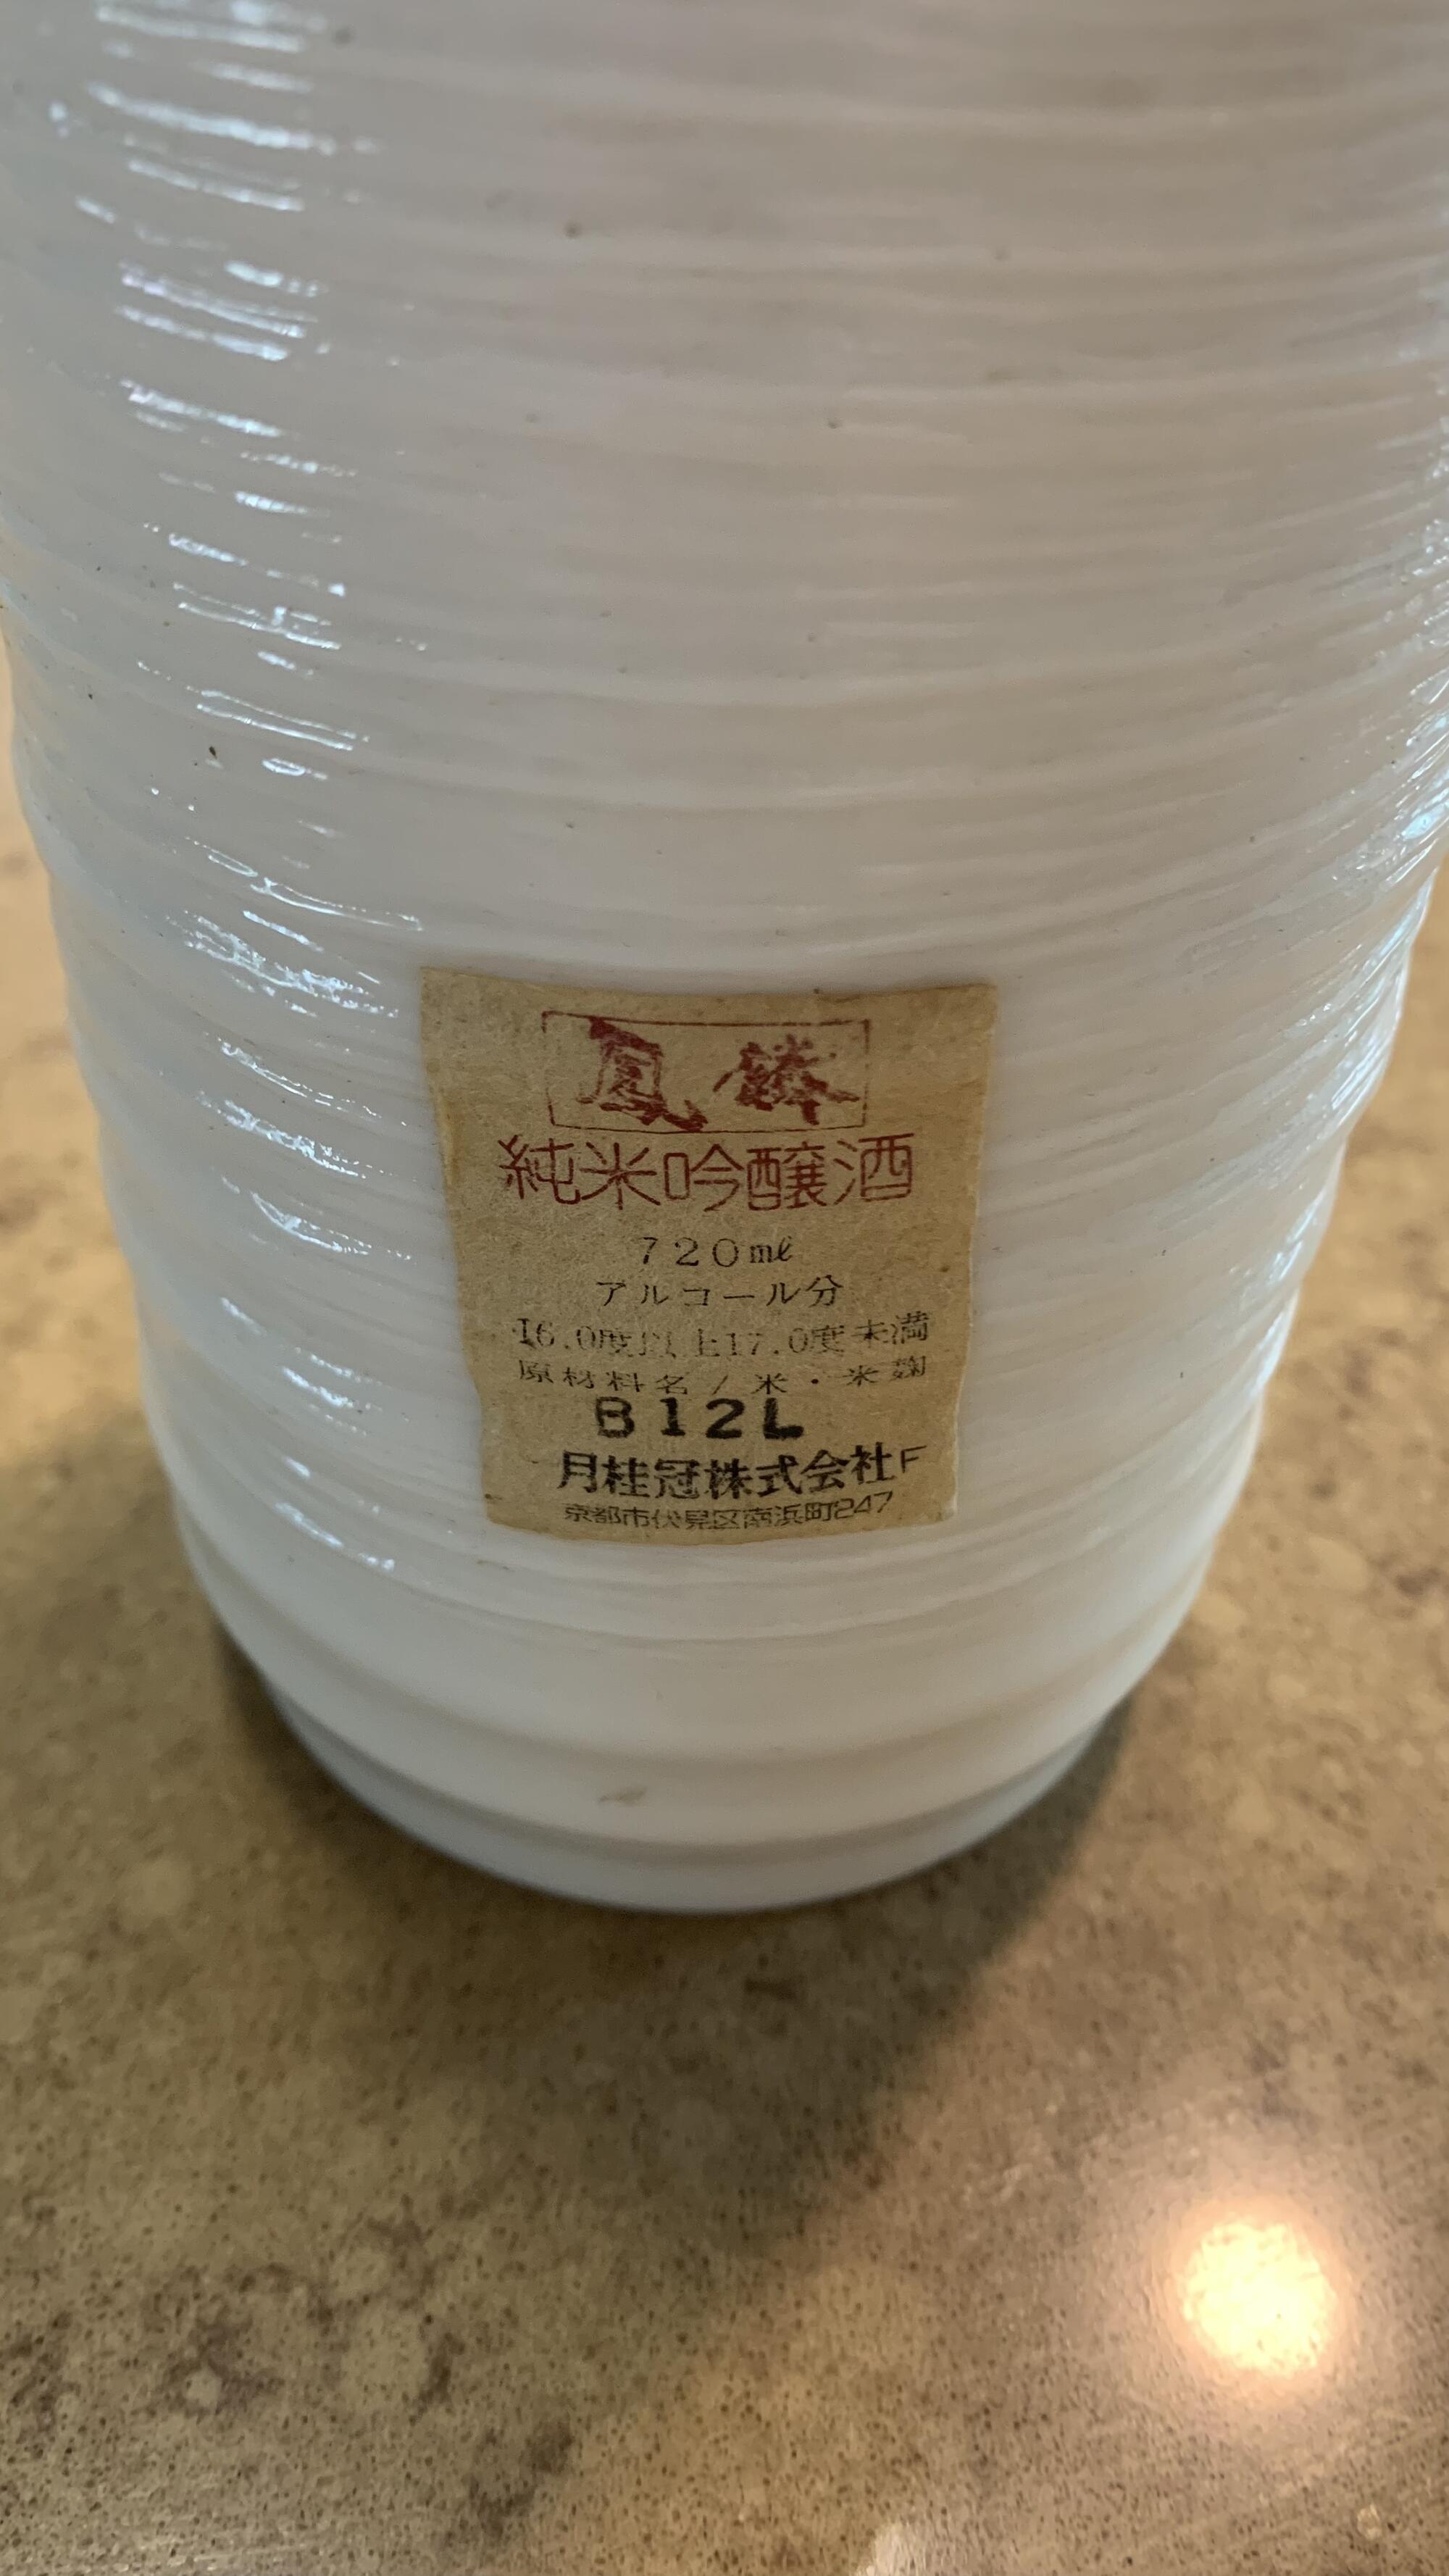 鳳麟
純米吟醸酒
720mℓ
アルコール分
16.0度以上17.0度未満
原材料名/米・米麹
B12L
月桂冠株式会社F
京都市伏見区南浜町247